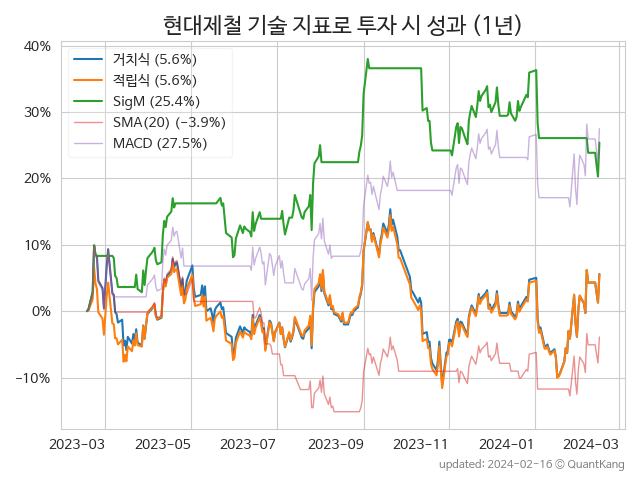 현대제철 기술 지표로 투자 시 성과 (1년)
40%
30%
20%
10%
0%
−10%
거치식 (5.6%)
적립식 (5.6%)
SigM (25.4%)
SMA(20) (−3.9%)
MACD (27.5%)
2023-03
2023-05
2023-07
2023-09
2023-11
2024-01
2024-03
updated: 2024-02-16 © QuantKang